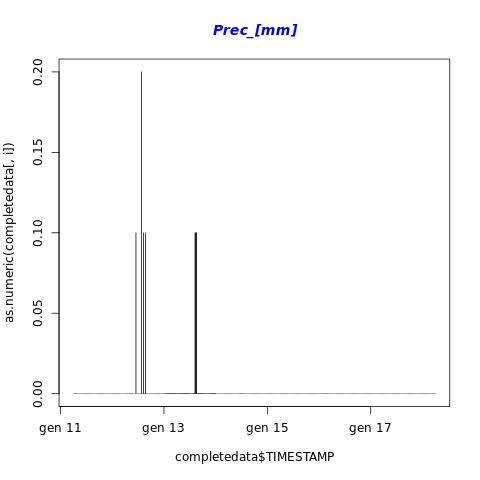 Prec_[mm]
as.numeric(completedata[, i])
0.20
0.15
0.10
0.05
0.00
gen 11 gen 13 gen 15 gen 17
completedata$TIMESTAMP